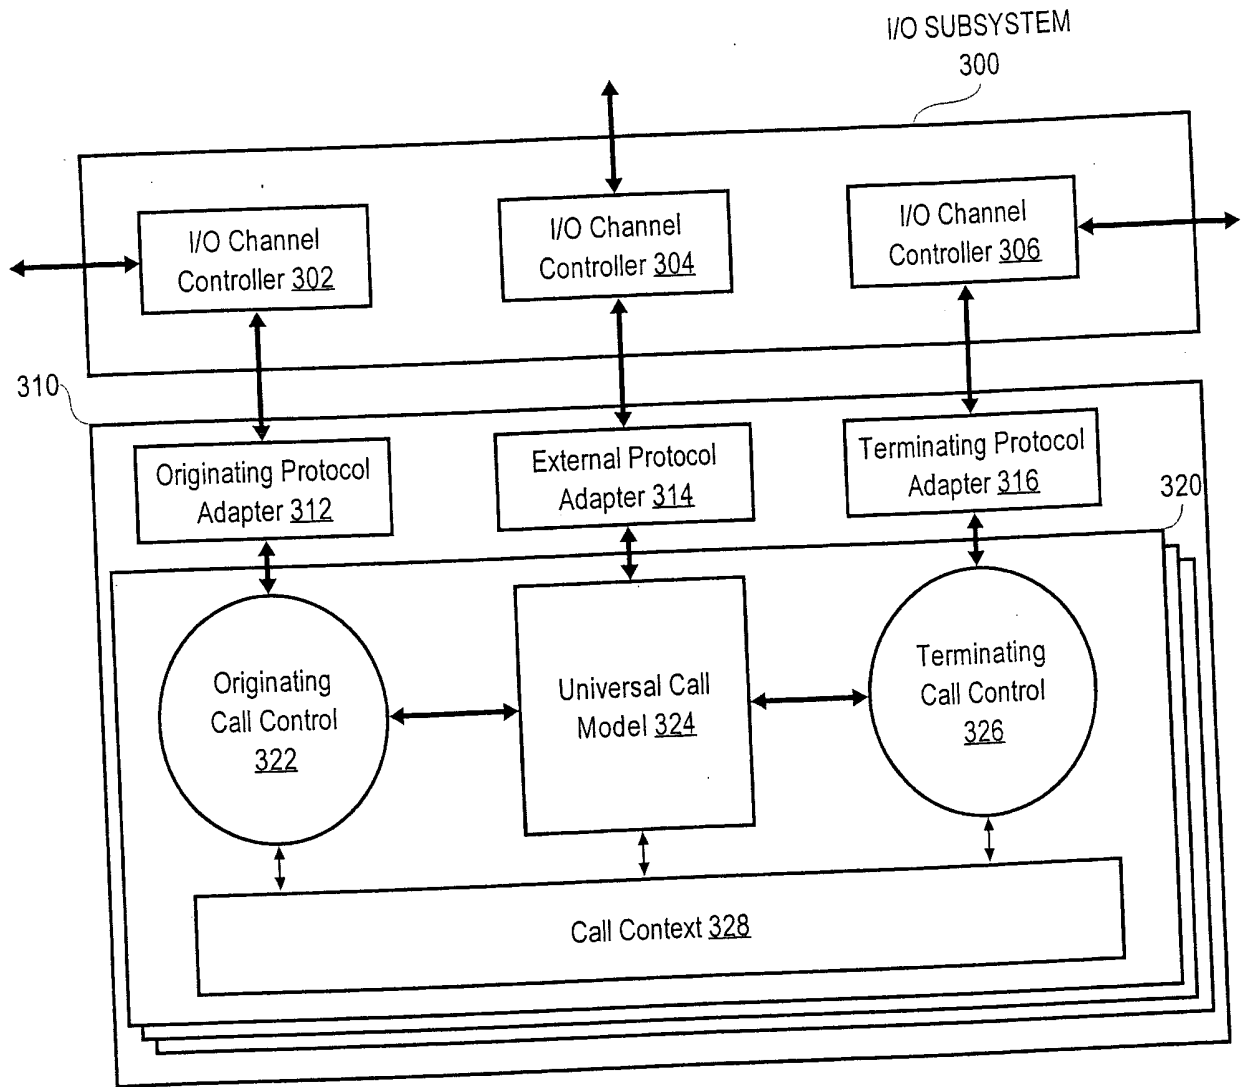 I/O SUBSYSTEM
300
I/O Channel
Controller 302
I/O Channel
Controller 304
I/O Channel
Controller 306
310
Originating Protocol
Adapter 312
External Protocol
Adapter 314
Terminating Protocol
Adapter 316
320
Originating
Call Control
322
Universal Call
Model 324
Terminating
Call Control
326
Call Context 328